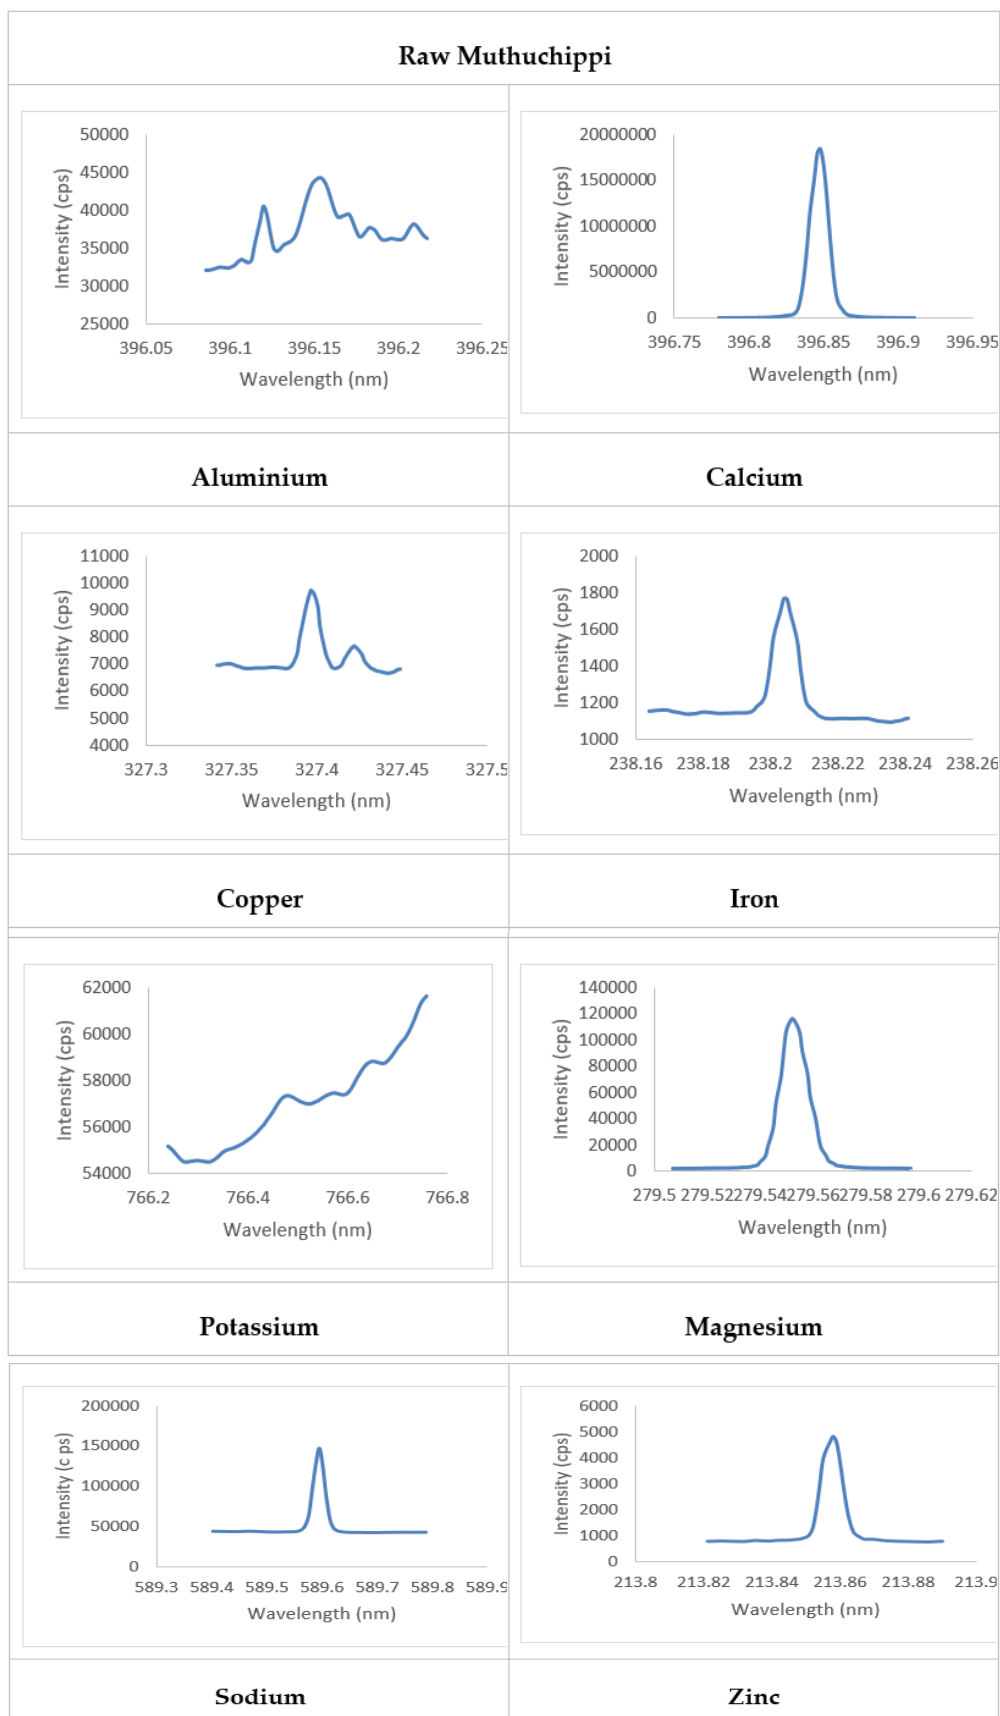 Raw Muthuchippi
50000
45000
40000
35000
30000
25000
396.05 396.1 396.15 396.2 396.25
Intensity (cps)
Wavelength (nm)
20000000
15000000
10000000
5000000
0
396.75 396.8 396.85 396.9 396.95
Intensity (cps)
Wavelength (nm)
Aluminium
Calcium
11000
10000
9000
8000
7000
6000
5000
4000
327.3 327.35 327.4 327.45 327.5
Intensity (cps)
Wavelength (nm)
2000
1800
1600
1400
1200
1000
238.16 238.18 238.2 238.22 238.24 238.26
Intensity (cps)
Wavelength (nm)
Copper
Iron
62000
60000
58000
56000
54000
766.2 766.4 766.6 766.8
Intensity (cps)
Wavelength (nm)
140000
120000
100000
80000
60000
40000
20000
0
279.5 279.52 279.54 279.56 279.58 279.6 279.62
Intensity (cps)
Wavelength (nm)
Potassium
Magnesium
200000
150000
100000
50000
0
589.3 589.4 589.5 589.6 589.7 589.8 589.9
Intensity (c ps)
Wavelength (nm)
6000
5000
4000
3000
2000
1000
0
213.8 213.82 213.84 213.86 213.88 213.9
Intensity (cps)
Wavelength (nm)
Sodium
Zinc